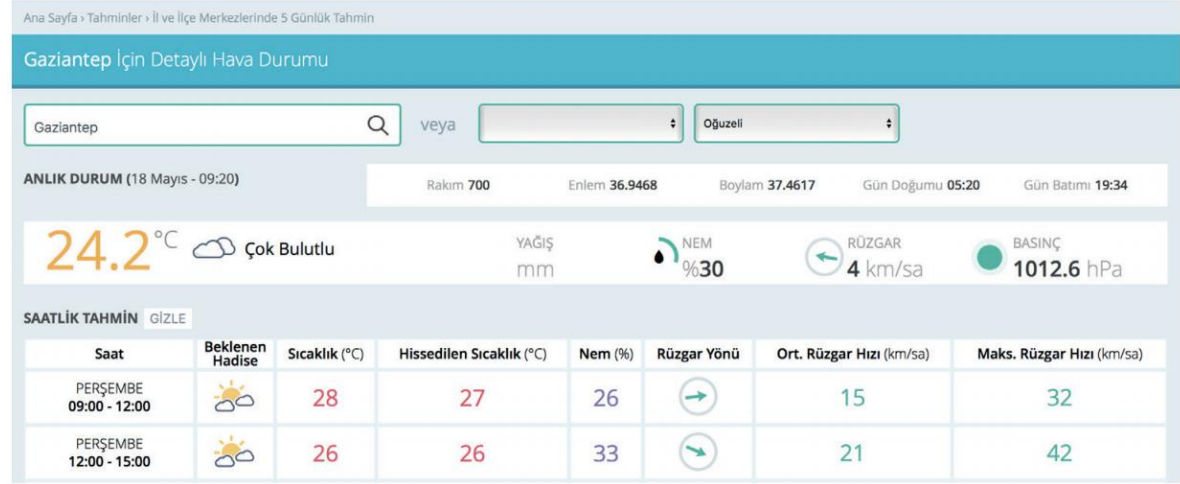 Ana Sayfa › Tahminler › İl ve İlçe Merkezlerinde 5 Günlük Tahmin
Gaziantep İçin Detaylı Hava Durumu
Gaziantep veya Oğuzeli
ANLIK DURUM (18 Mayıs - 09:20) Rakım 700 Enlem 36.9468 Boylam 37.4617 Gün Doğumu 05:20 Gün Batımı 19:34
24.2°C Çok Bulutlu YAĞIŞ mm NEM %30 RÜZGAR 4 km/sa BASINÇ 1012.6 hPa
SAATLİK TAHMİN GİZLE
Saat Beklenen Hadise Sıcaklık (°C) Hissedilen Sıcaklık (°C) Nem (%) Rüzgar Yönü Ort. Rüzgar Hızı (km/sa) Maks. Rüzgar Hızı (km/sa)
PERŞEMBE 09:00 - 12:00 28 27 26 15 32
PERŞEMBE 12:00 - 15:00 26 26 33 21 42